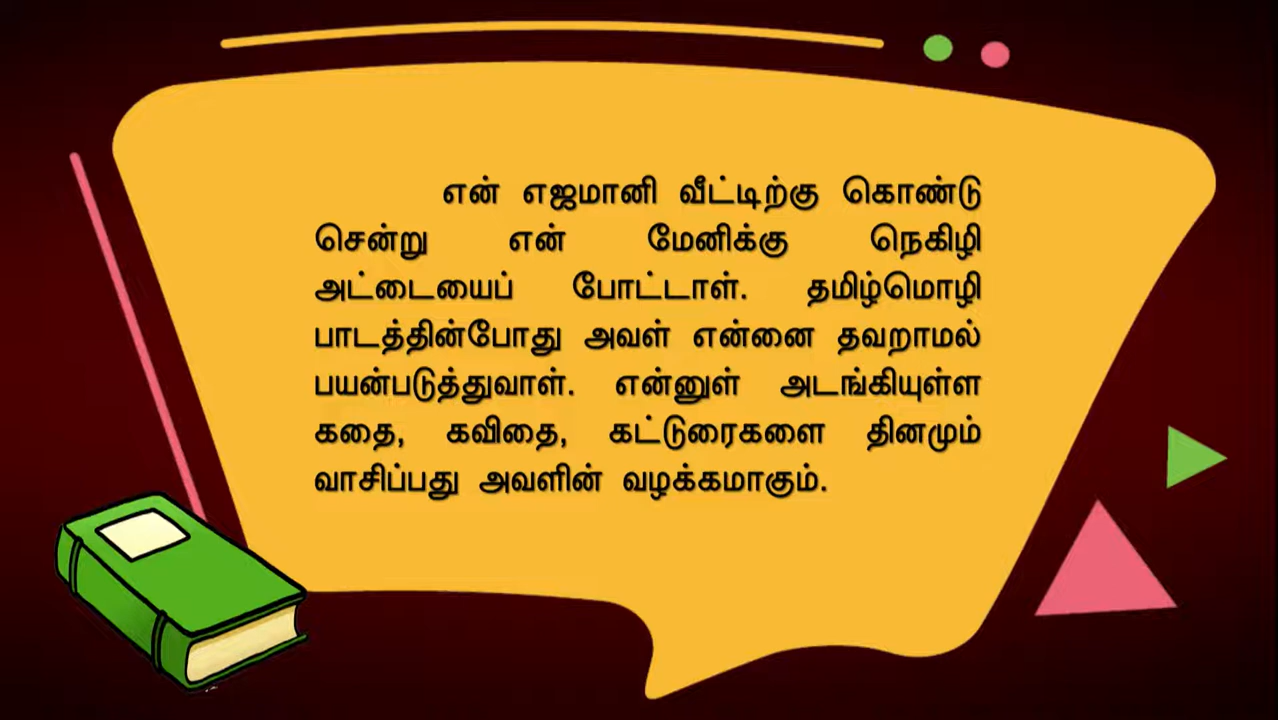 என் எஜமானி வீட்டிற்கு கொண்டு
சென்று என் மேனிக்கு நெகிழி
அட்டையைப் போட்டாள். தமிழ்மொழி
பாடத்தின்போது அவள் என்னை தவறாமல்
பயன்படுத்துவாள். என்னுள் அடங்கியுள்ள
கதை, கவிதை, கட்டுரைகளை தினமும்
வாசிப்பது அவளின் வழக்கமாகும்.